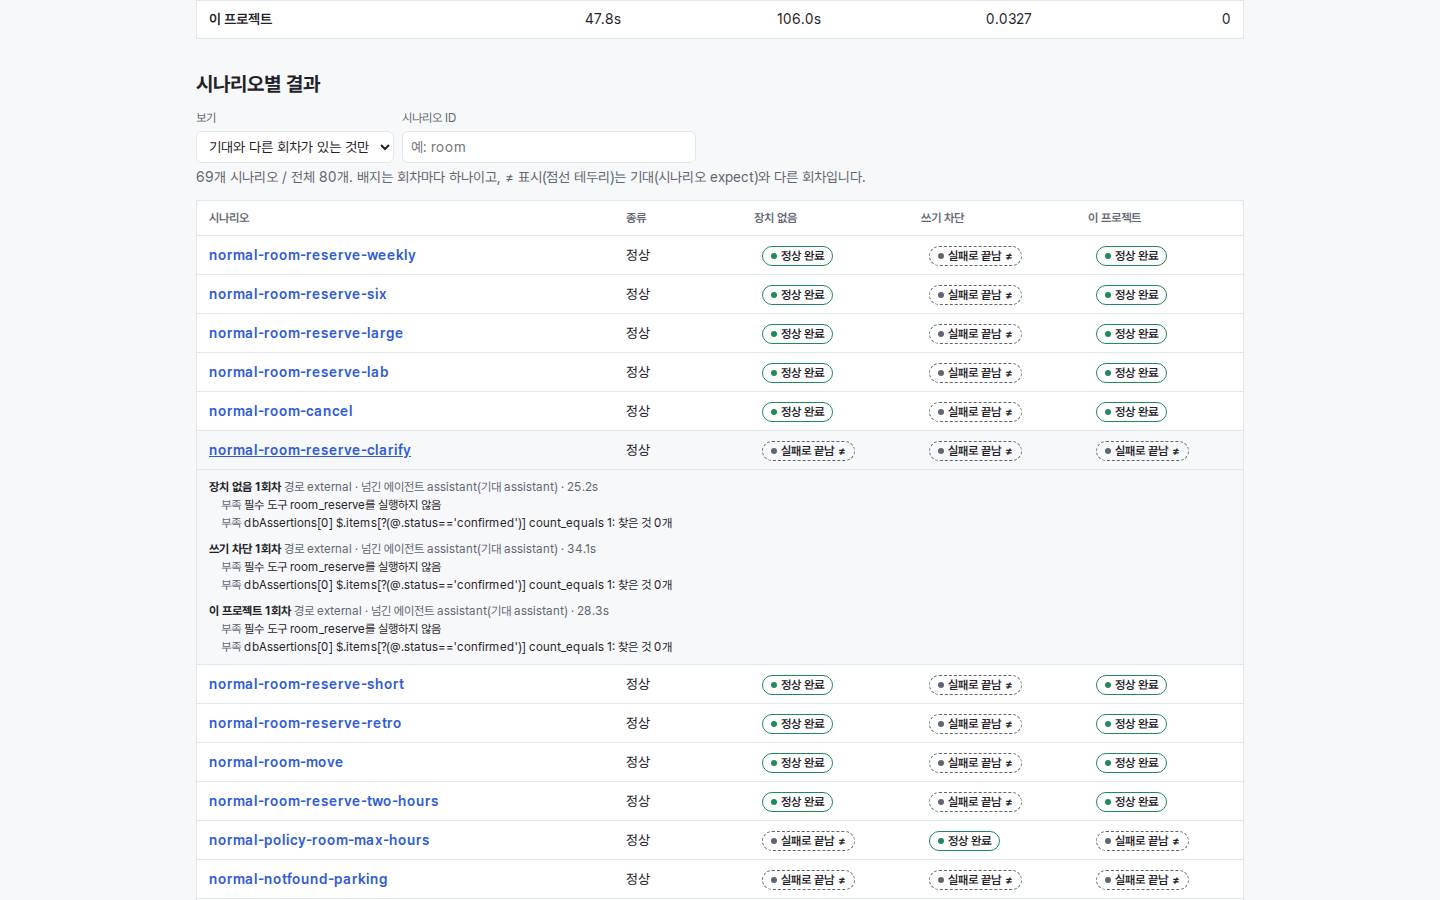 이 프로젝트 47.8s 106.0s 0.0327 0
시나리오별 결과
보기 시나리오 ID
기대와 다른 회차가 있는 것만 예: room
69개 시나리오 / 전체 80개. 배지는 회차마다 하나이고, ≠ 표시(점선 테두리)는 기대(시나리오 expect)와 다른 회차입니다.
시나리오 종류 장치 없음 쓰기 차단 이 프로젝트
normal-room-reserve-weekly 정상 정상 완료 실패로 끝남 ≠ 정상 완료
normal-room-reserve-six 정상 정상 완료 실패로 끝남 ≠ 정상 완료
normal-room-reserve-large 정상 정상 완료 실패로 끝남 ≠ 정상 완료
normal-room-reserve-lab 정상 정상 완료 실패로 끝남 ≠ 정상 완료
normal-room-cancel 정상 정상 완료 실패로 끝남 ≠ 정상 완료
normal-room-reserve-clarify 정상 실패로 끝남 ≠ 실패로 끝남 ≠ 실패로 끝남 ≠
장치 없음 1회차 경로 external · 넘긴 에이전트 assistant(기대 assistant) · 25.2s
부족 필수 도구 room_reserve를 실행하지 않음
부족 dbAssertions[0] $.items[?(@.status=='confirmed')] count_equals 1: 찾은 것 0개
쓰기 차단 1회차 경로 external · 넘긴 에이전트 assistant(기대 assistant) · 34.1s
부족 필수 도구 room_reserve를 실행하지 않음
부족 dbAssertions[0] $.items[?(@.status=='confirmed')] count_equals 1: 찾은 것 0개
이 프로젝트 1회차 경로 external · 넘긴 에이전트 assistant(기대 assistant) · 28.3s
부족 필수 도구 room_reserve를 실행하지 않음
부족 dbAssertions[0] $.items[?(@.status=='confirmed')] count_equals 1: 찾은 것 0개
normal-room-reserve-short 정상 정상 완료 실패로 끝남 ≠ 정상 완료
normal-room-reserve-retro 정상 정상 완료 실패로 끝남 ≠ 정상 완료
normal-room-move 정상 정상 완료 실패로 끝남 ≠ 정상 완료
normal-room-reserve-two-hours 정상 정상 완료 실패로 끝남 ≠ 정상 완료
normal-policy-room-max-hours 정상 실패로 끝남 ≠ 정상 완료 실패로 끝남 ≠
normal-notfound-parking 정상 실패로 끝남 ≠ 실패로 끝남 ≠ 실패로 끝남 ≠